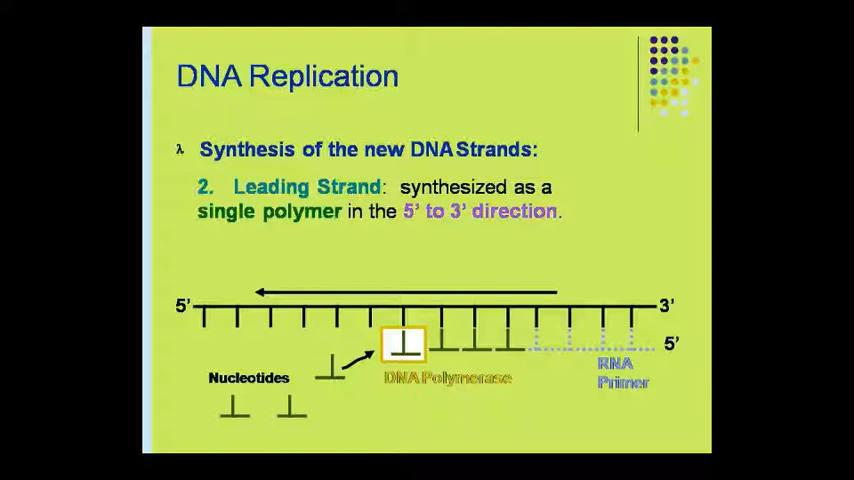 DNA Replication
λ Synthesis of the new DNA Strands:
2. Leading Strand: synthesized as a
single polymer in the 5’ to 3’ direction.
5’ 3’
5’
RNA
Primer
Nucleotides
DNA Polymerase